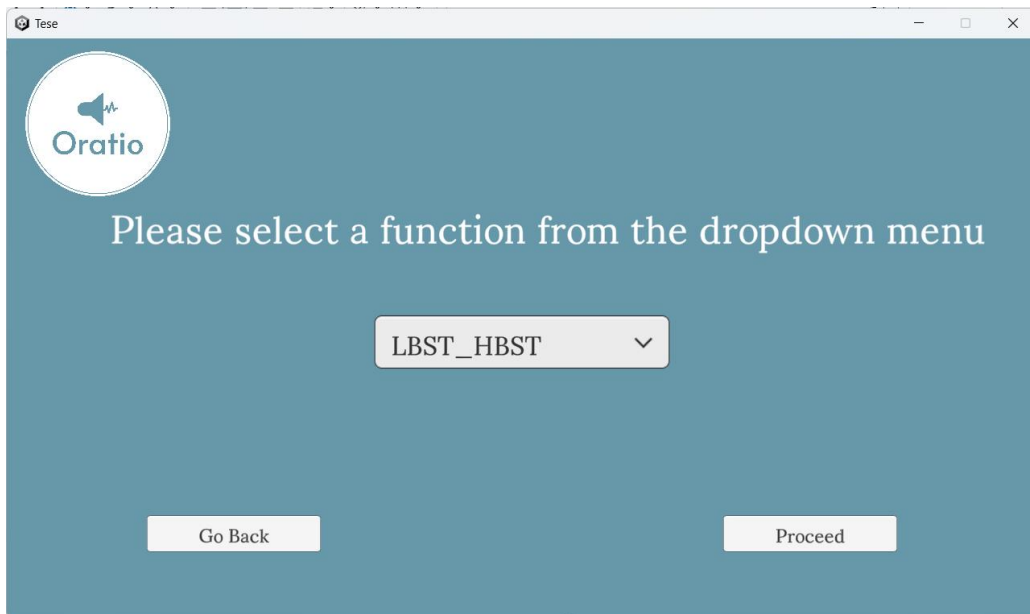 Tese
Oratio
Please select a function from the dropdown menu
LBST_HBST
Go Back
Proceed